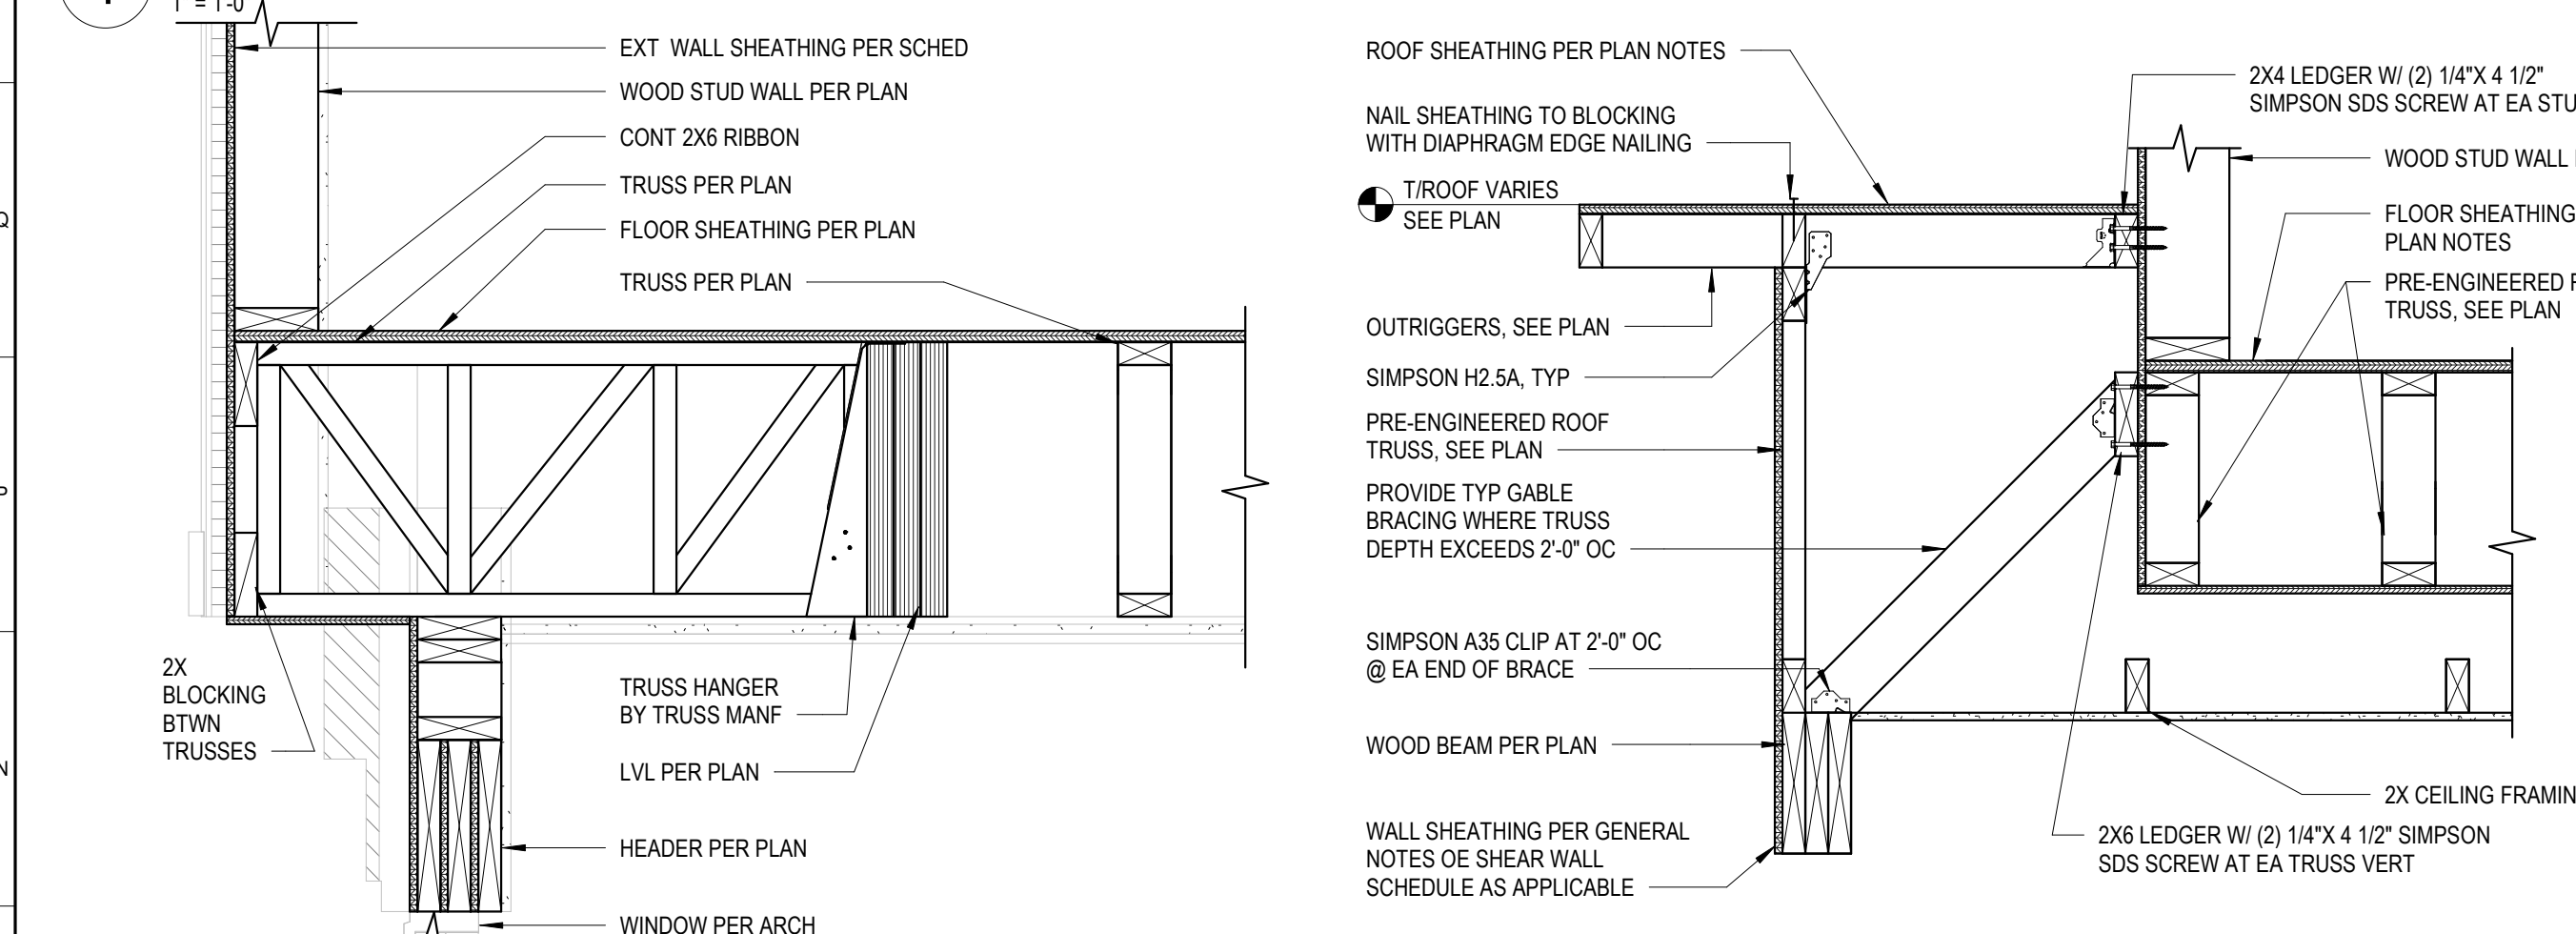 1" = 1'-0"
EXT WALL SHEATHING PER SCHED
WOOD STUD WALL PER PLAN
CONT 2X6 RIBBON
TRUSS PER PLAN
FLOOR SHEATHING PER PLAN
TRUSS PER PLAN
2X
BLOCKING
BTWN
TRUSSES
TRUSS HANGER
BY TRUSS MANF
LVL PER PLAN
HEADER PER PLAN
WINDOW PER ARCH
Q
P
N
ROOF SHEATHING PER PLAN NOTES
NAIL SHEATHING TO BLOCKING
WITH DIAPHRAGM EDGE NAILING
T/ROOF VARIES
SEE PLAN
OUTRIGGERS, SEE PLAN
SIMPSON H2.5A, TYP
PRE-ENGINEERED ROOF
TRUSS, SEE PLAN
PROVIDE TYP GABLE
BRACING WHERE TRUSS
DEPTH EXCEEDS 2'-0" OC
SIMPSON A35 CLIP AT 2'-0" OC
@ EA END OF BRACE
WOOD BEAM PER PLAN
WALL SHEATHING PER GENERAL
NOTES OE SHEAR WALL
SCHEDULE AS APPLICABLE
2X4 LEDGER W/ (2) 1/4"X 4 1/2"
SIMPSON SDS SCREW AT EA STU
WOOD STUD WALL
FLOOR SHEATHING
PLAN NOTES
PRE-ENGINEERED
TRUSS, SEE PLAN
2X CEILING FRAMIN
2X6 LEDGER W/ (2) 1/4"X 4 1/2" SIMPSON
SDS SCREW AT EA TRUSS VERT